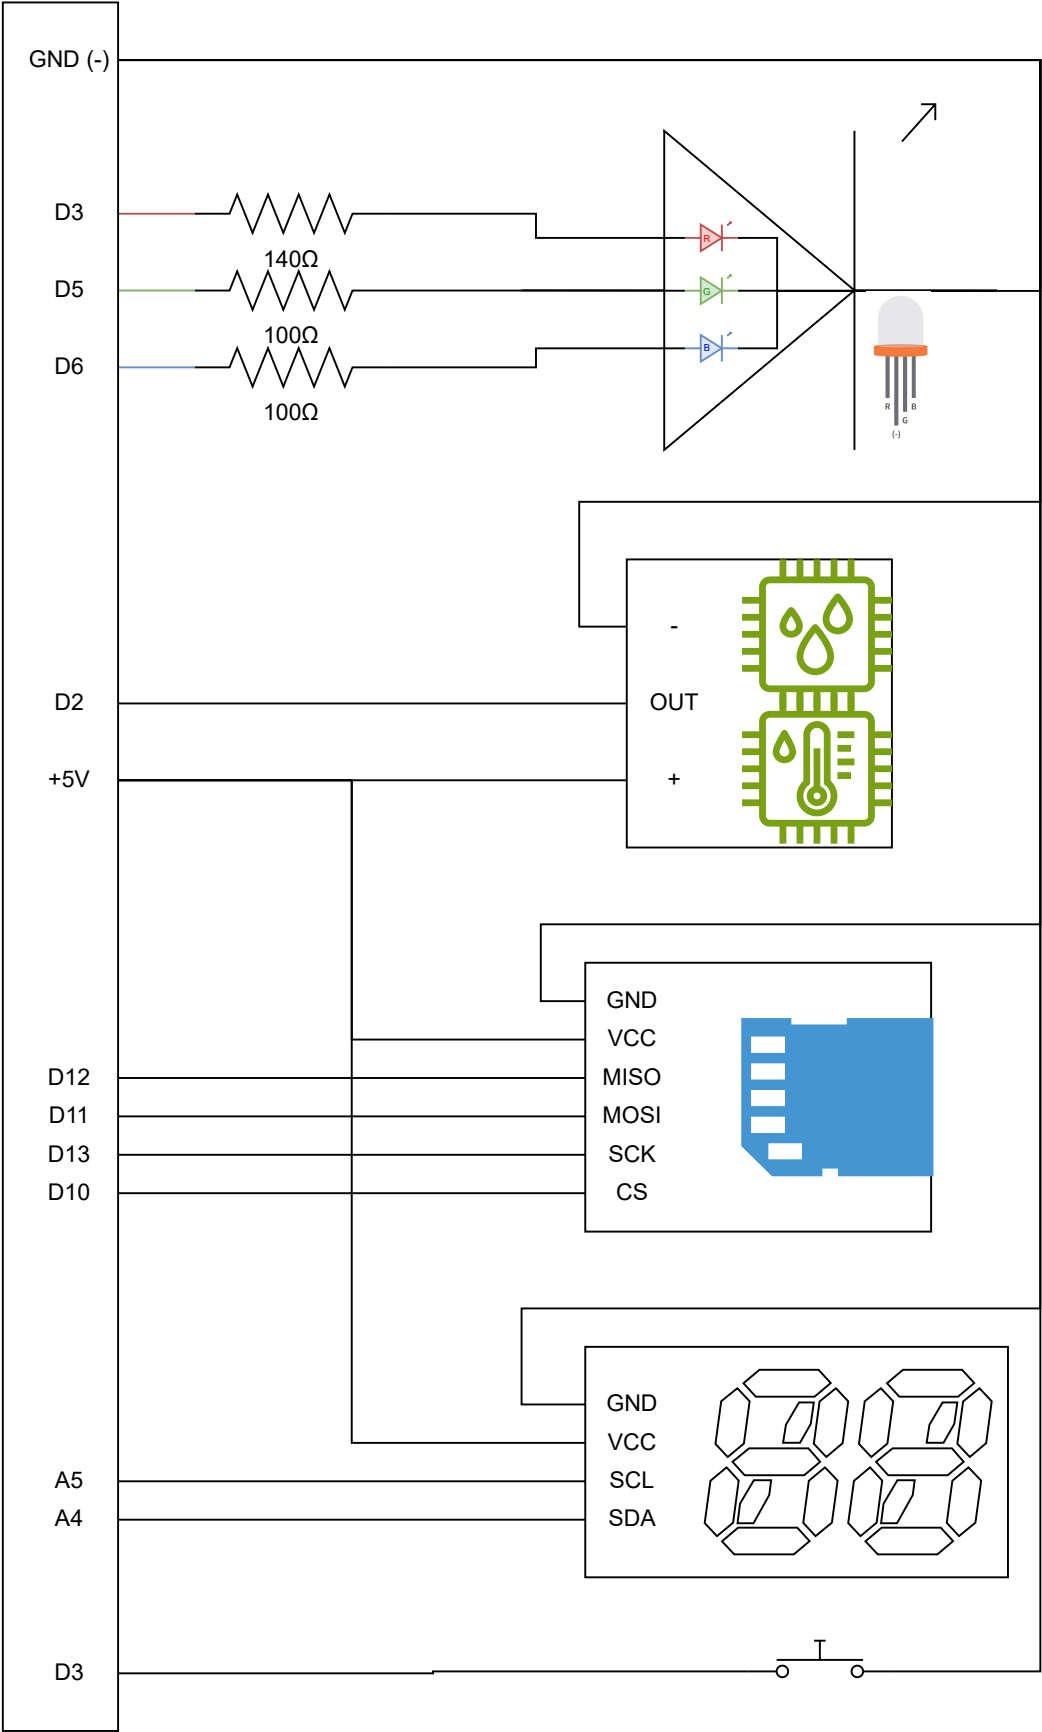 GND (-)
D3
140Ω
R
D5
G
100Ω
D6
B
100Ω
R
B
G
(-)
-
D2
OUT
+5V
+
GND
VCC
D12
MISO
D11
MOSI
D13
SCK
D10
CS
GND
VCC
A5
SCL
A4
SDA
D3